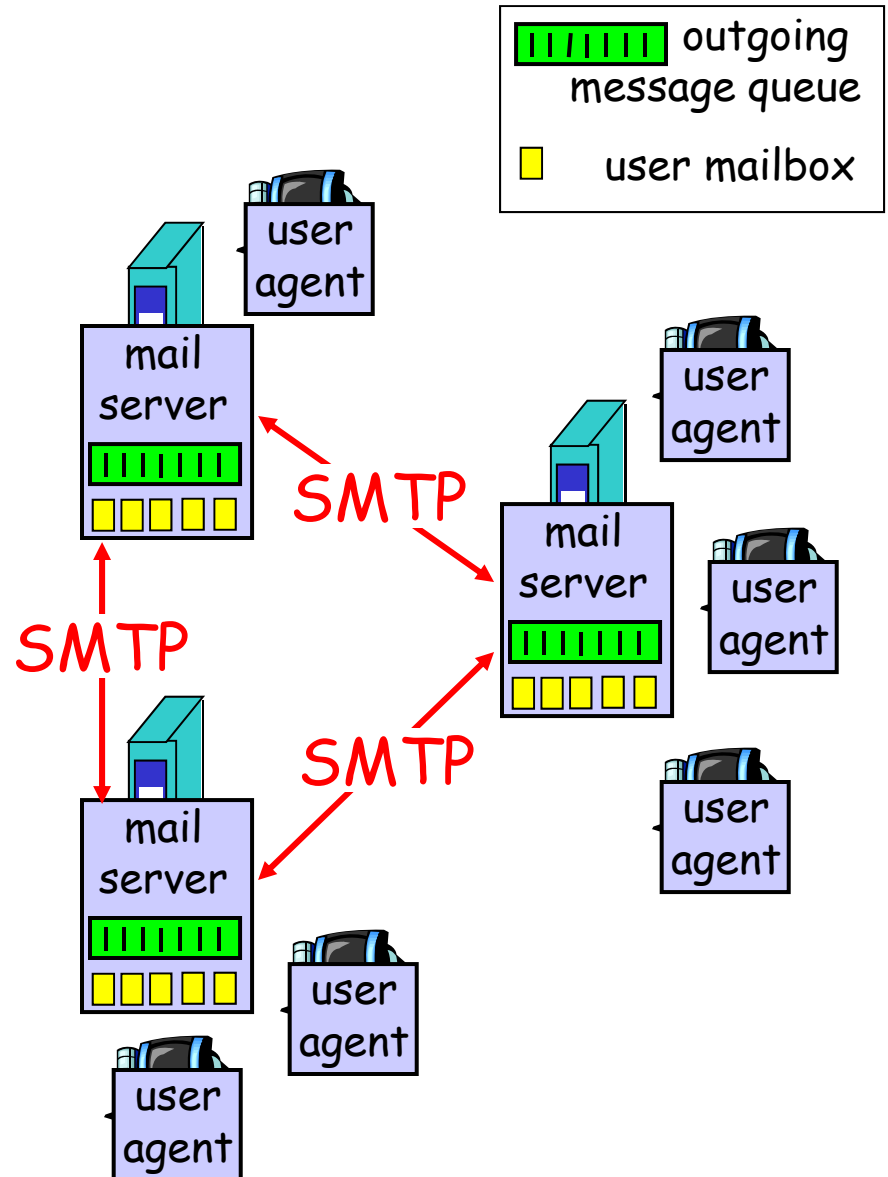 outgoing
message queue
user mailbox
user
agent
mail
server
user
agent
SMTP
mail
server
user
agent
SMTP
SMTP
user
agent
mail
server
user
agent
user
agent